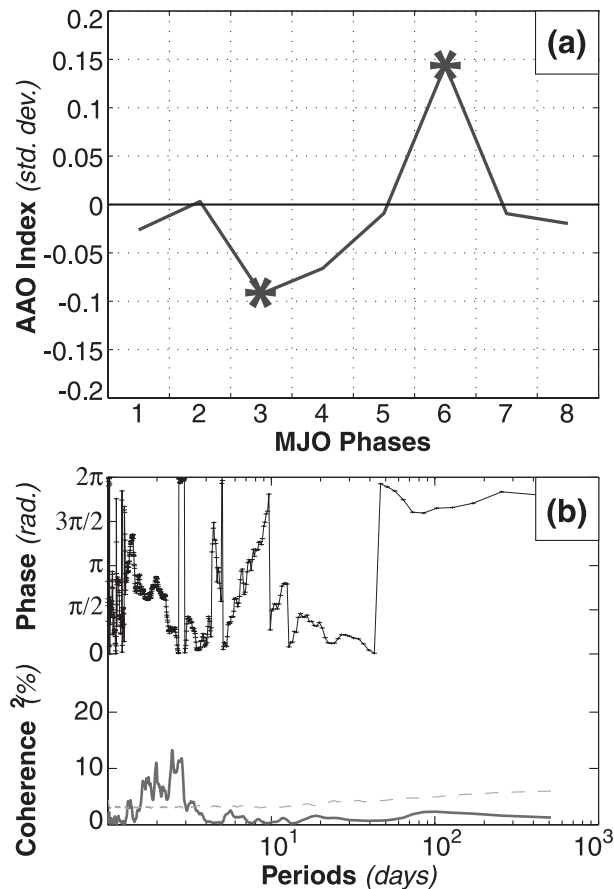 (a)
AAO Index (std. dev.)
0.2
0.15
0.1
0.05
0
-0.05
-0.1
-0.15
-0.2
1 2 3 4 5 6 7 8
MJO Phases
(b)
Phase (rad.)
2π
3π/2
π
π/2
0
Coherence ²(%)
20
10
0
10¹ 10² 10³
Periods (days)